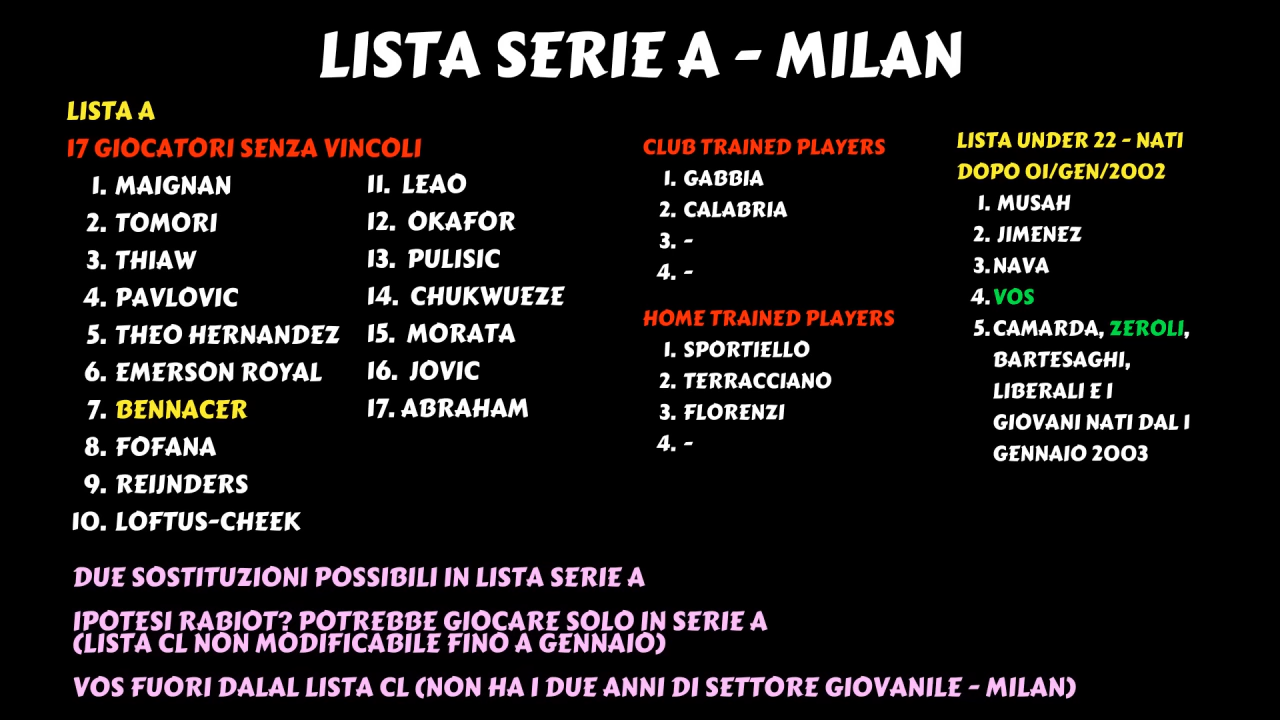 LISTA SERIE A - MILAN
LISTA A
17 GIOCATORI SENZA VINCOLI
1. MAIGNAN
2. TOMORI
3. THIAW
4. PAVLOVIC
5. THEO HERNANDEZ
6. EMERSON ROYAL
7. BENNACER
8. FOFANA
9. REIJNDERS
10. LOFTUS-CHEEK
11. LEAO
12. OKAFOR
13. PULISIC
14. CHUKWUEZE
15. MORATA
16. JOVIC
17. ABRAHAM
CLUB TRAINED PLAYERS
1. GABBIA
2. CALABRIA
3. -
4. -
HOME TRAINED PLAYERS
1. SPORTIELLO
2. TERRACCIANO
3. FLORENZI
4. -
LISTA UNDER 22 - NATI
DOPO 01/GEN/2002
1. MUSAH
2. JIMENEZ
3. NAVA
4. VOS
5. CAMARDA, ZEROLI,
BARTESAGHI,
LIBERALI E I
GIOVANI NATI DAL 1
GENNAIO 2003
DUE SOSTITUZIONI POSSIBILI IN LISTA SERIE A
IPOTESI RABIOT? POTREBBE GIOCARE SOLO IN SERIE A
(LISTA CL NON MODIFICABILE FINO A GENNAIO)
VOS FUORI DALAL LISTA CL (NON HA I DUE ANNI DI SETTORE GIOVANILE - MILAN)